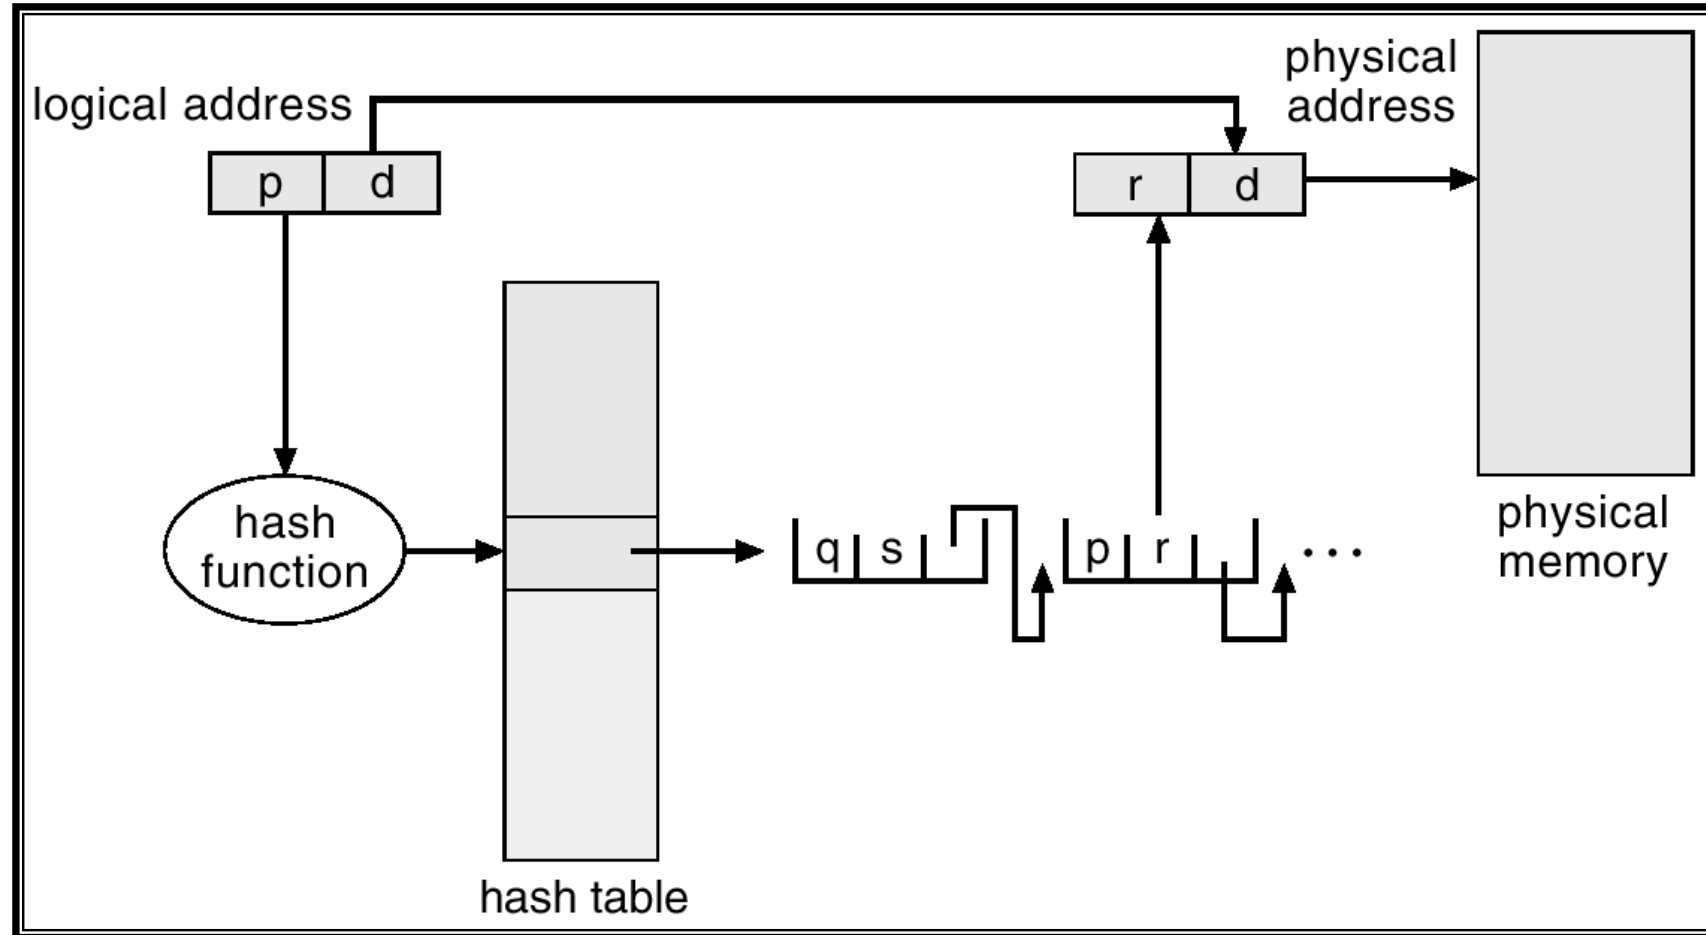 logical address
physical
address
p d
r d
hash
function
q s
p r
...
physical
memory
hash table